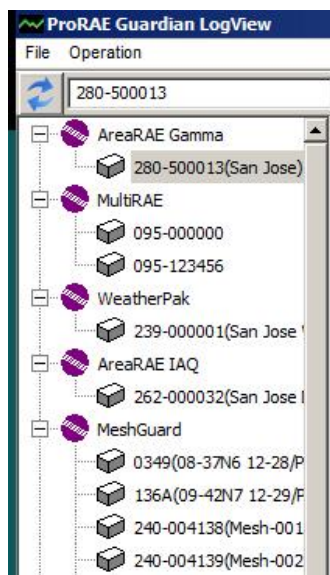 ProRAE Guardian LogView
File Operation
280-500013
AreaRAE Gamma
280-500013(San Jose)
MultiRAE
095-000000
095-123456
WeatherPak
239-000001(San Jose
AreaRAE IAQ
262-000032(San Jose
MeshGuard
0349(08-37N6 12-28/P
136A(09-42N7 12-29/P
240-004138(Mesh-001
240-004139(Mesh-002